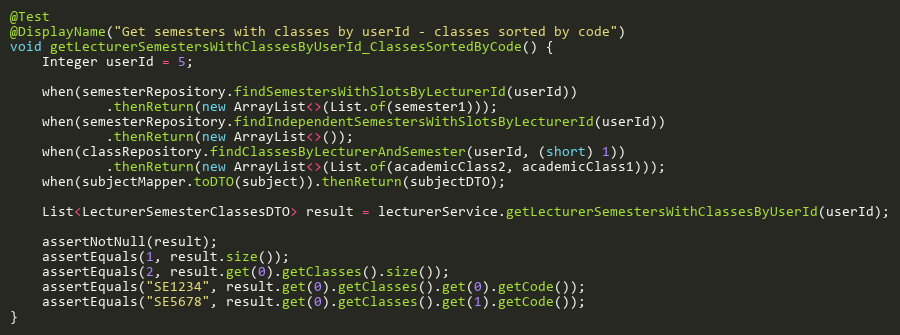 @Test
@DisplayName("Get semesters with classes by userId - classes sorted by code")
void getLecturerSemestersWithClassesByUserId_ClassesSortedByCode() {
    Integer userId = 5;

    when(semesterRepository.findSemestersWithSlotsByLecturerId(userId))
            .thenReturn(new ArrayList<>(List.of(semester1)));
    when(semesterRepository.findIndependentSemestersWithSlotsByLecturerId(userId))
            .thenReturn(new ArrayList<>());
    when(classRepository.findClassesByLecturerAndSemester(userId, (short) 1))
            .thenReturn(new ArrayList<>(List.of(academicClass2, academicClass1)));
    when(subjectMapper.toDTO(subject)).thenReturn(subjectDTO);

    List<LecturerSemesterClassesDTO> result = lecturerService.getLecturerSemestersWithClassesByUserId(userId);

    assertNotNull(result);
    assertEquals(1, result.size());
    assertEquals(2, result.get(0).getClasses().size());
    assertEquals("SE1234", result.get(0).getClasses().get(0).getCode());
    assertEquals("SE5678", result.get(0).getClasses().get(1).getCode());
}